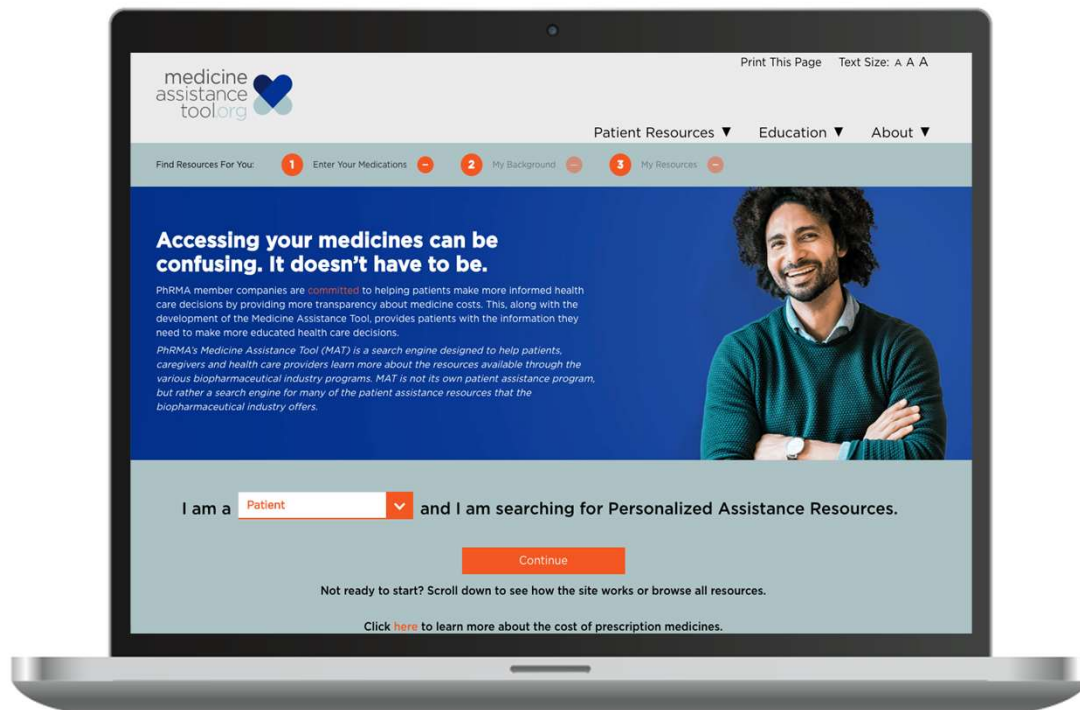 medicine
assistance
tool.org
Print This Page Text Size: A A A
Patient Resources ▼ Education ▼ About ▼
Find Resources For You: 1 Enter Your Medications – 2 My Background – 3 My Resources –
Accessing your medicines can be
confusing. It doesn’t have to be.
PhRMA member companies are committed to helping patients make more informed health
care decisions by providing more transparency about medicine costs. This, along with the
development of the Medicine Assistance Tool, provides patients with the information they
need to make more educated health care decisions.
PhRMA’s Medicine Assistance Tool (MAT) is a search engine designed to help patients,
caregivers and health care providers learn more about the resources available through the
various biopharmaceutical industry programs. MAT is not its own patient assistance program,
but rather a search engine for many of the patient assistance resources that the
biopharmaceutical industry offers.
I am a Patient and I am searching for Personalized Assistance Resources.
Continue
Not ready to start? Scroll down to see how the site works or browse all resources.
Click here to learn more about the cost of prescription medicines.